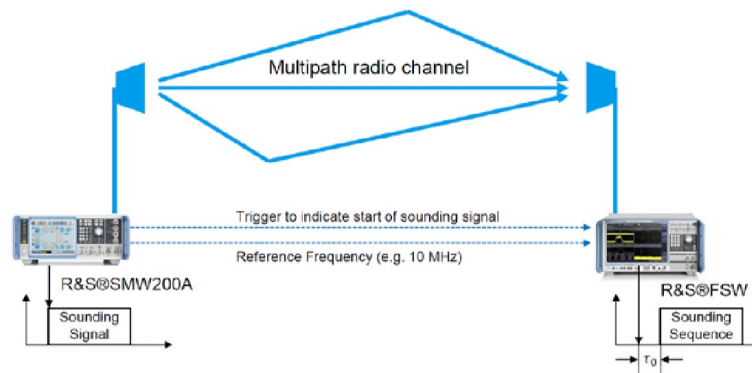 Multipath radio channel
Trigger to indicate start of sounding signal
Reference Frequency (e.g. 10 MHz)
R&S®SMW200A
R&S®FSW
Sounding
Signal
Sounding
Sequence
τ₀